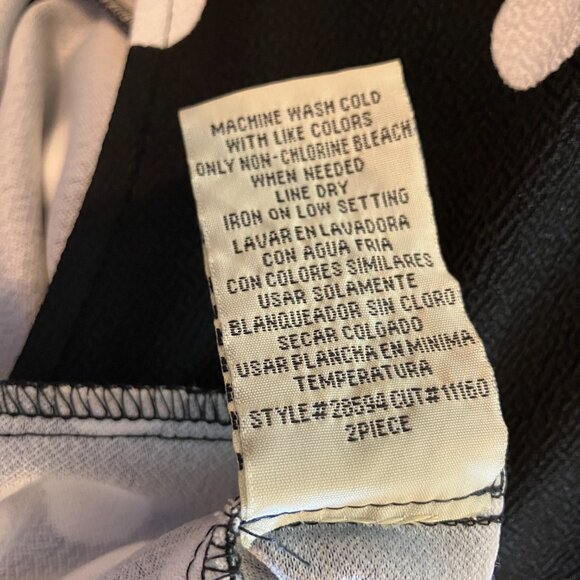 MACHINE WASH COLD
WITH LIKE COLORS
ONLY NON-CHLORINE BLEACH
WHEN NEEDED
LINE DRY
IRON ON LOW SETTING
LAVAR EN LAVADORA
CON AGUA FRIA
CON COLORES SIMILARES
USAR SOLAMENTE
BLANQUEADOR SIN CLORO
SECAR COLGADO
USAR PLANCHA EN MINIMA
TEMPERATURA
STYLE# 28594 CUT# 11160
2PIECE